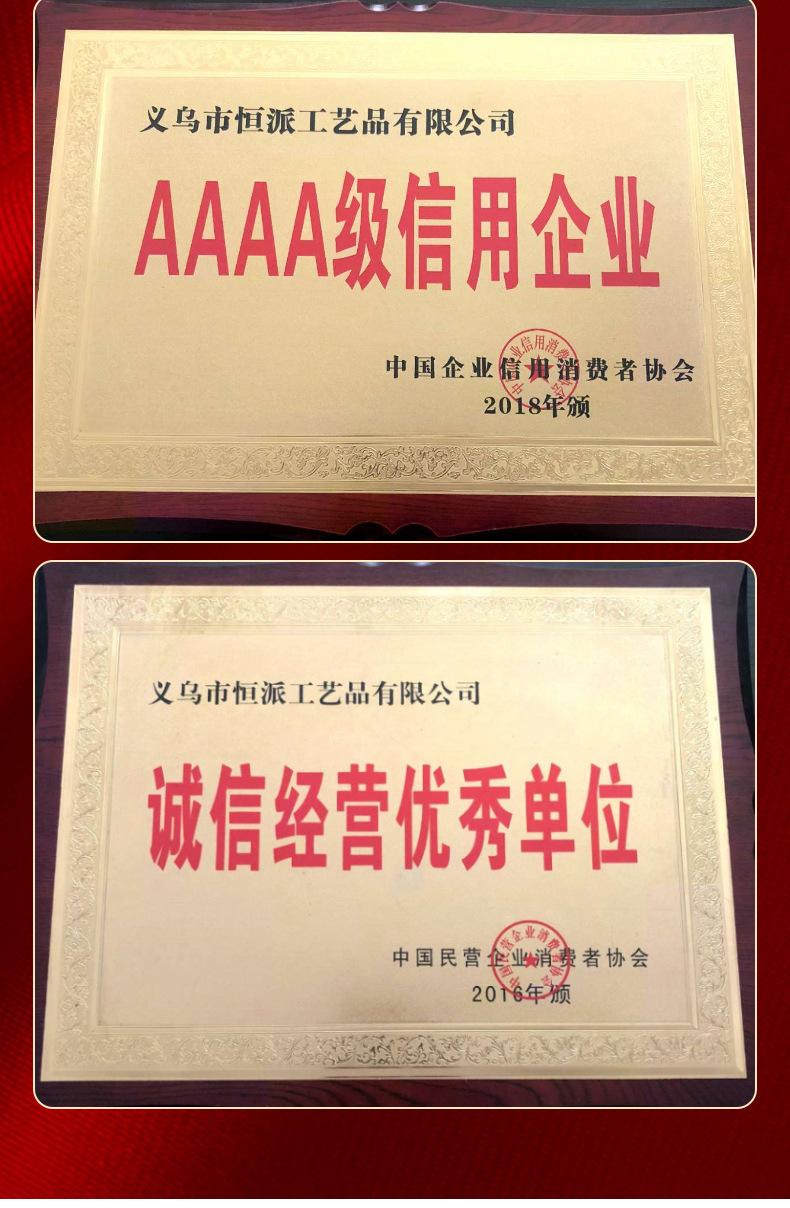 义乌市恒派工艺品有限公司
AAAA级信用企业
中国企业信用消费者协会
2018年颁
义乌市恒派工艺品有限公司
诚信经营优秀单位
中国民营企业消费者协会
2016年颁